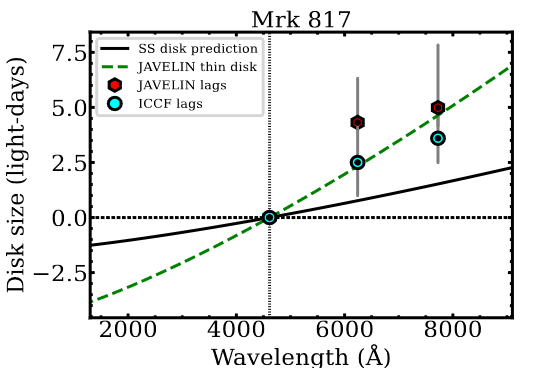 Mrk 817
SS disk prediction
JAVELIN thin disk
JAVELIN lags
ICCF lags
7.5
5.0
2.5
0.0
−2.5
Disk size (light-days)
2000 4000 6000 8000
Wavelength (Å)